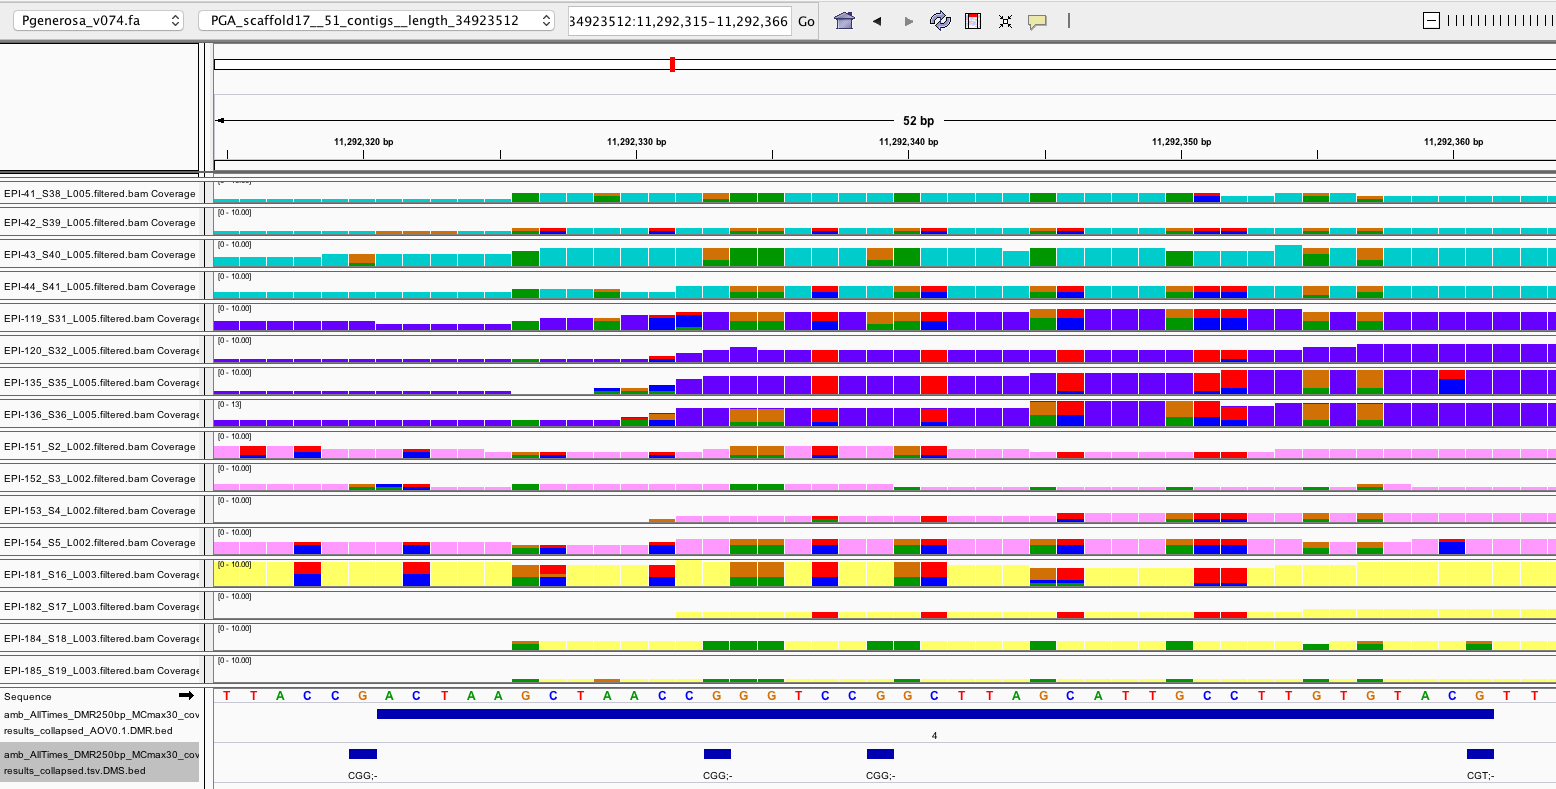 Pgenerosa_v074.fa PGA_scaffold17__51_contigs__length_34923512 34923512:11,292,315-11,292,366 Go
52 bp
11,292,320 bp 11,292,330 bp 11,292,340 bp 11,292,350 bp 11,292,360 bp
EPI-41_S38_L005.filtered.bam Coverage
EPI-42_S39_L005.filtered.bam Coverage [0 - 10.00]
EPI-43_S40_L005.filtered.bam Coverage [0 - 10.00]
EPI-44_S41_L005.filtered.bam Coverage [0 - 10.00]
EPI-119_S31_L005.filtered.bam Coverage [0 - 10.00]
EPI-120_S32_L005.filtered.bam Coverage [0 - 10.00]
EPI-135_S35_L005.filtered.bam Coverage [0 - 10.00]
EPI-136_S36_L005.filtered.bam Coverage [0 - 13]
EPI-151_S2_L002.filtered.bam Coverage [0 - 10.00]
EPI-152_S3_L002.filtered.bam Coverage [0 - 10.00]
EPI-153_S4_L002.filtered.bam Coverage [0 - 10.00]
EPI-154_S5_L002.filtered.bam Coverage [0 - 10.00]
EPI-181_S16_L003.filtered.bam Coverage [0 - 10.00]
EPI-182_S17_L003.filtered.bam Coverage [0 - 10.00]
EPI-184_S18_L003.filtered.bam Coverage [0 - 10.00]
EPI-185_S19_L003.filtered.bam Coverage [0 - 10.00]
Sequence T T A C C G A C T A A G C T A A C C G G G T C C G G C T T A G C A T T G C C T T G T G T A C G T T
amb_AllTimes_DMR250bp_MCmax30_cov
results_collapsed_AOV0.1.DMR.bed
4
amb_AllTimes_DMR250bp_MCmax30_cov
results_collapsed.tsv.DMS.bed
CGG;- CGG;- CGG;- CGT;-